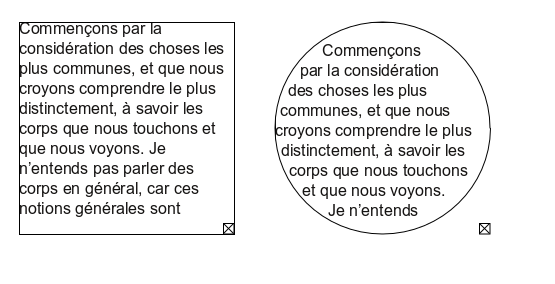 Commençons par la
considération des choses les
plus communes, et que nous
croyons comprendre le plus
distinctement, à savoir les
corps que nous touchons et
que nous voyons. Je
n’entends pas parler des
corps en général, car ces
notions générales sont
Commençons
par la considération
des choses les plus
communes, et que nous
croyons comprendre le plus
distinctement, à savoir les
corps que nous touchons
et que nous voyons.
Je n’entends